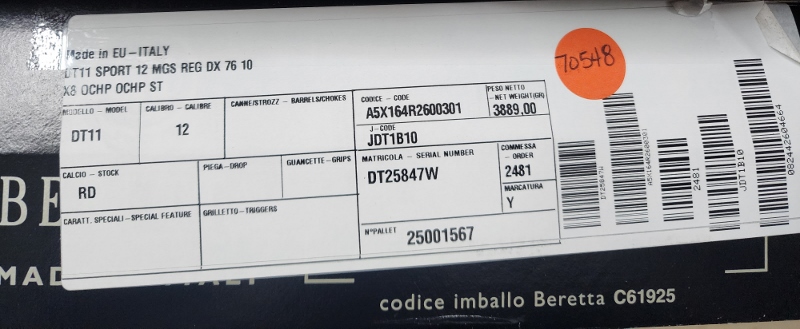 Made in EU-ITALY
DT11 SPORT 12 MGS REG DX 76 10
X8 OCHP OCHP ST
70548
MODELLO - MODEL
DT11
CALIBRO - CALIBRE
12
CANNE/STROZZ - BARRELS/CHOKES
CODICE - CODE
A5X164R2600301
PESO NETTO
- NET WEIGHT(GR)
3889,00
J-CODE
JDT1B10
CALCIO - STOCK
RD
PIEGA-DROP
GUANCETTE-GRIPS
MATRICOLA - SERIAL NUMBER
DT25847W
COMMESSA
- ORDER
2481
MARCATURA
Y
CARATT. SPECIALI-SPECIAL FEATURE
GRILLETTO-TRIGGERS
N°PALLET
25001567
DT25847W
A5X164R2600301
2481
JDT1B10
082442604664
BE
MAD
codice imballo Beretta C61925